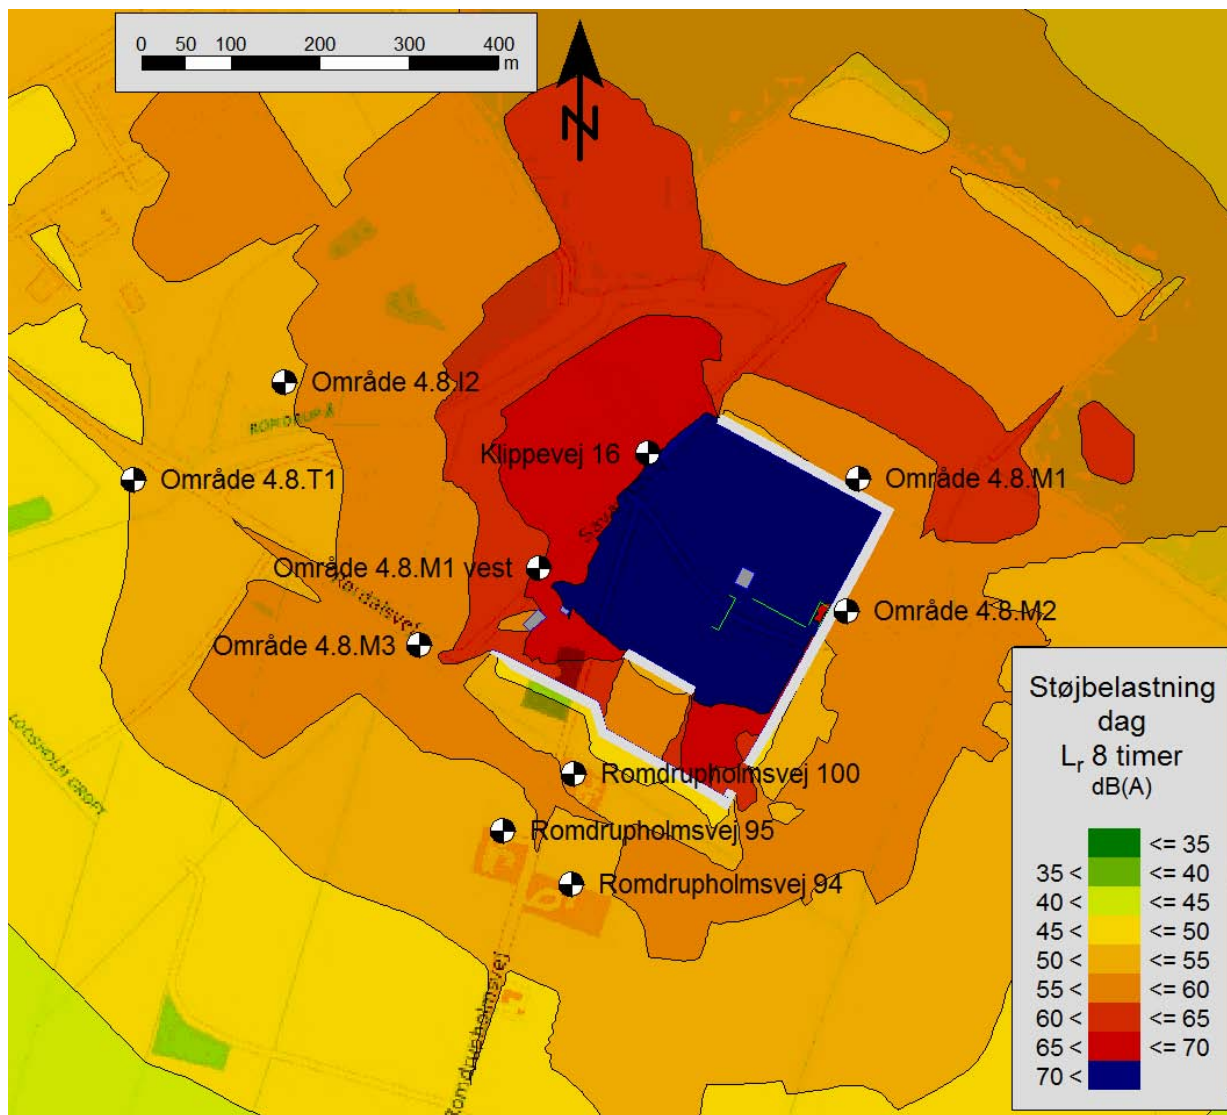 0 50 100 200 300 400
m
N
Område 4.8.I2
ROMDRUP Å
Klippevej 16
Område 4.8.T1
Område 4.8.M1
Område 4.8.M1 vest
Område 4.8.M2
Område 4.8.M3
Romdrupholmsvej 100
Romdrupholmsvej 95
Romdrupholmsvej 94
Romdrupholmsvej
Støjbelastning
dag
Lr 8 timer
dB(A)
<= 35
35 < <= 40
40 < <= 45
45 < <= 50
50 < <= 55
55 < <= 60
60 < <= 65
65 < <= 70
70 <